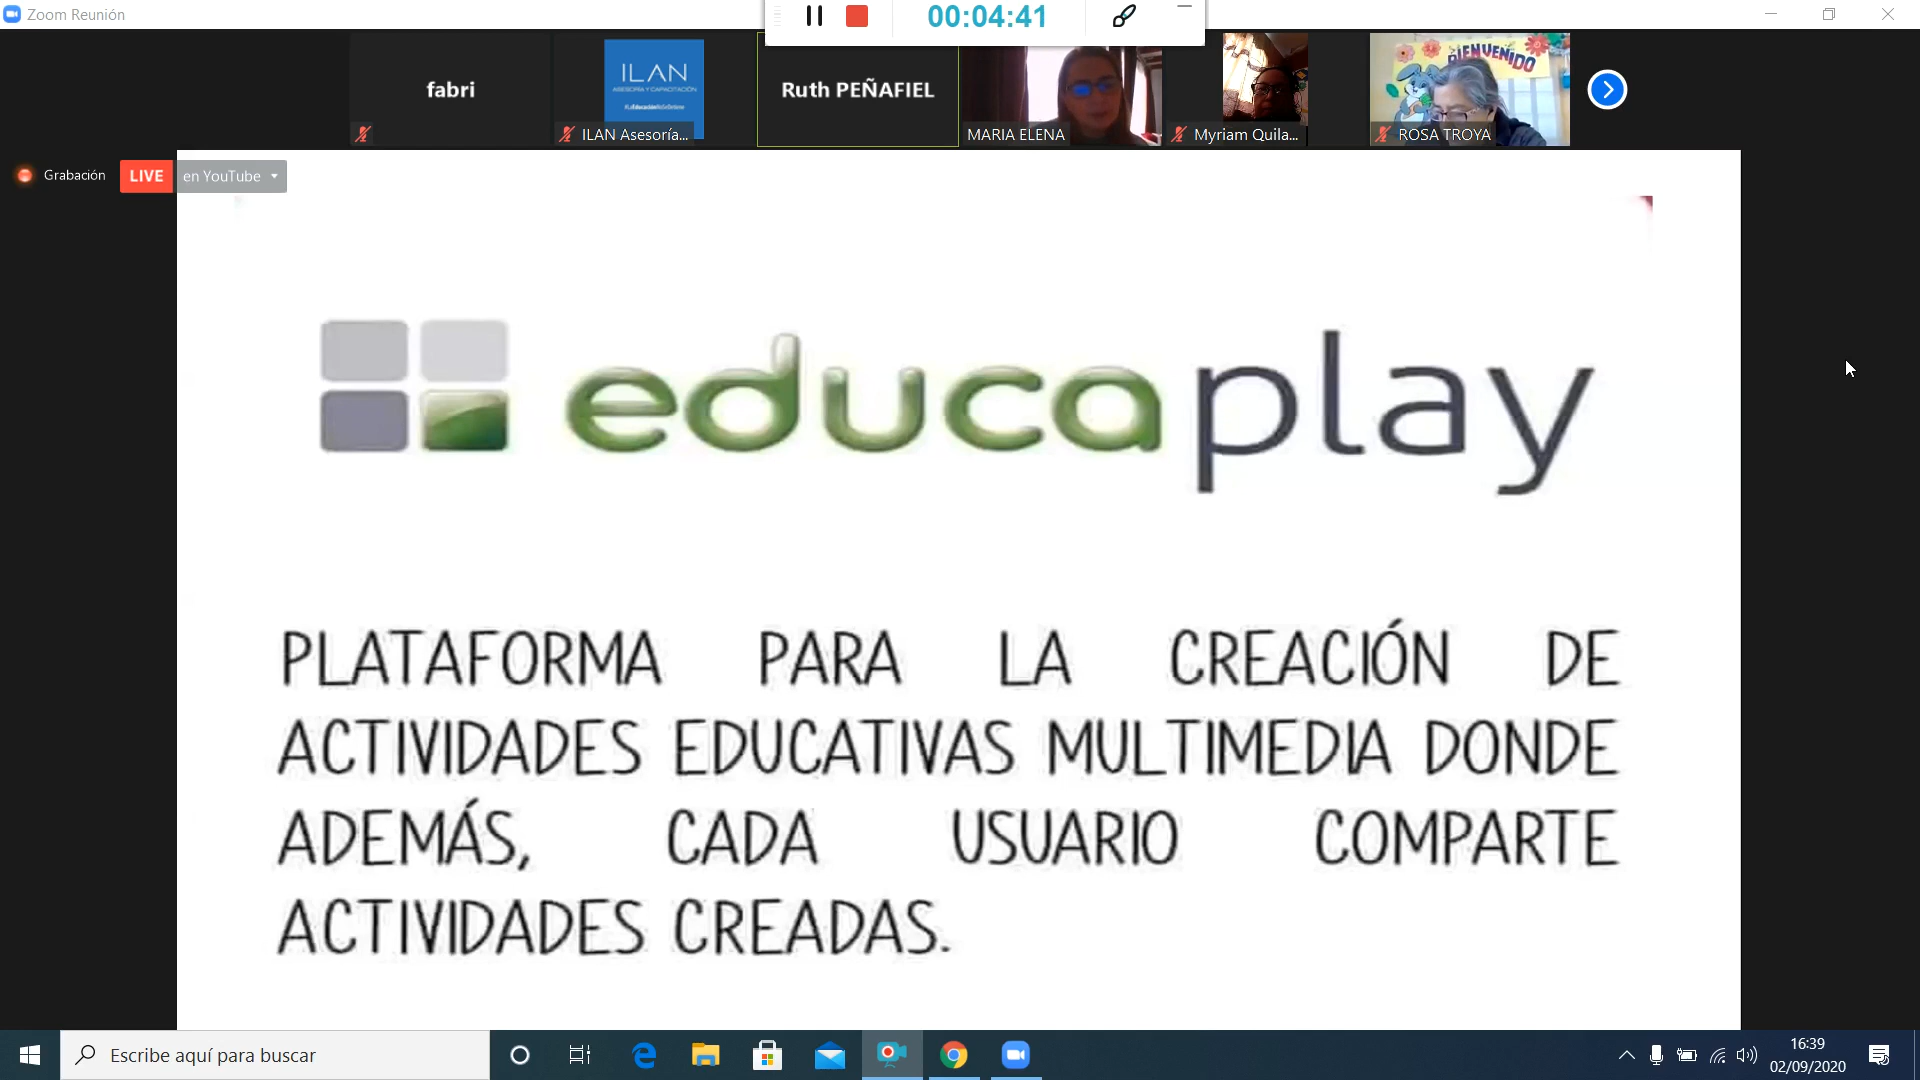 Zoom Reunión
00:04:41
fabri
ILAN
ASESORÍA Y CAPACITACIÓN
ILAN Asesoría...
Ruth PEÑAFIEL
MARIA ELENA
Myriam Quila...
BIENVENIDO
ROSA TROYA
Grabación
LIVE
en YouTube
educaplay
PLATAFORMA PARA LA CREACIÓN DE
ACTIVIDADES EDUCATIVAS MULTIMEDIA DONDE
ADEMÁS, CADA USUARIO COMPARTE
ACTIVIDADES CREADAS.
Escribe aquí para buscar
16:39
02/09/2020